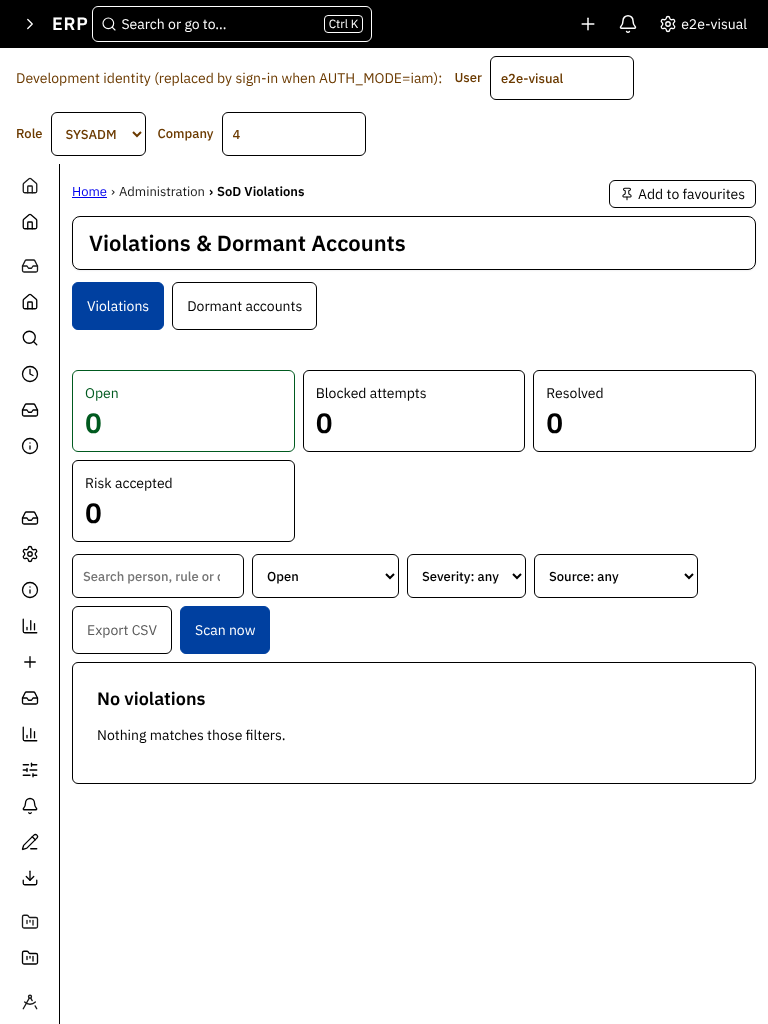 ERP
Search or go to...
Ctrl K
e2e-visual
Development identity (replaced by sign-in when AUTH_MODE=iam):
User
e2e-visual
Role
SYSADM
Company
4
Home › Administration › SoD Violations
Add to favourites
Violations & Dormant Accounts
Violations
Dormant accounts
Open
0
Blocked attempts
0
Resolved
0
Risk accepted
0
Search person, rule or
Open
Severity: any
Source: any
Export CSV
Scan now
No violations
Nothing matches those filters.